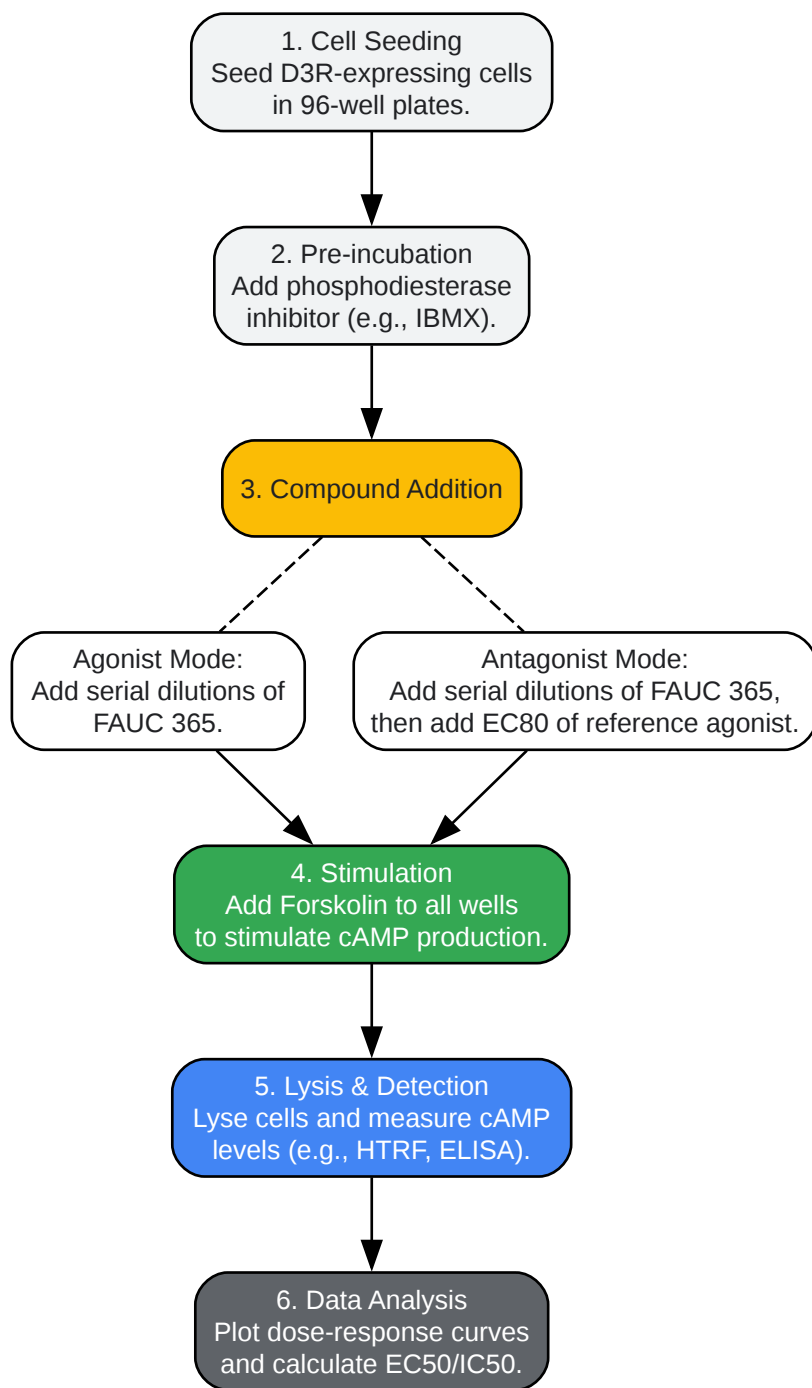 1. Cell Seeding
Seed D3R-expressing cells
in 96-well plates.
2. Pre-incubation
Add phosphodiesterase
inhibitor (e.g., IBMX).
3. Compound Addition
Agonist Mode:
Add serial dilutions of
FAUC 365.
Antagonist Mode:
Add serial dilutions of FAUC 365,
then add EC80 of reference agonist.
4. Stimulation
Add Forskolin to all wells
to stimulate cAMP production.
5. Lysis & Detection
Lyse cells and measure cAMP
levels (e.g., HTRF, ELISA).
6. Data Analysis
Plot dose-response curves
and calculate EC50/IC50.